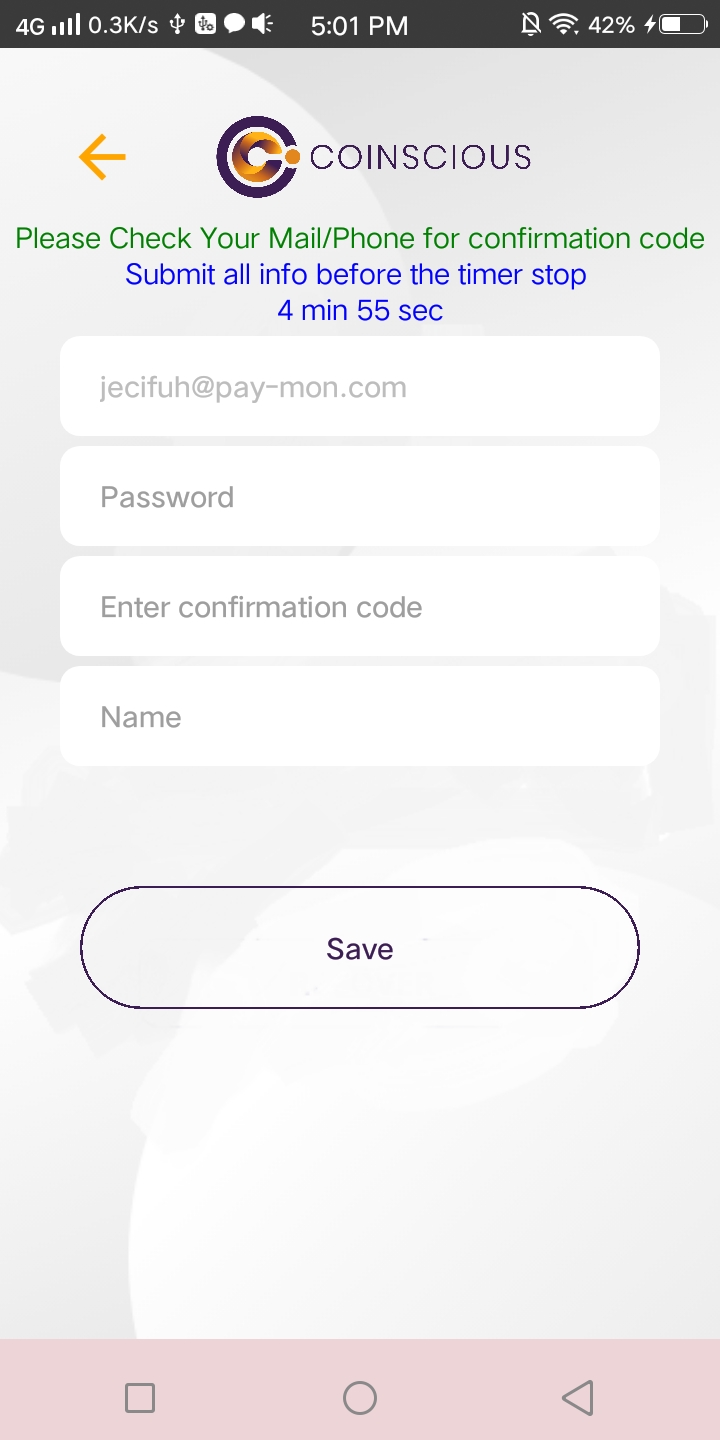 4G 0.3K/s 5:01 PM 42%
COINSCIOUS
Please Check Your Mail/Phone for confirmation code
Submit all info before the timer stop
4 min 55 sec
jecifuh@pay-mon.com
Password
Enter confirmation code
Name
Save